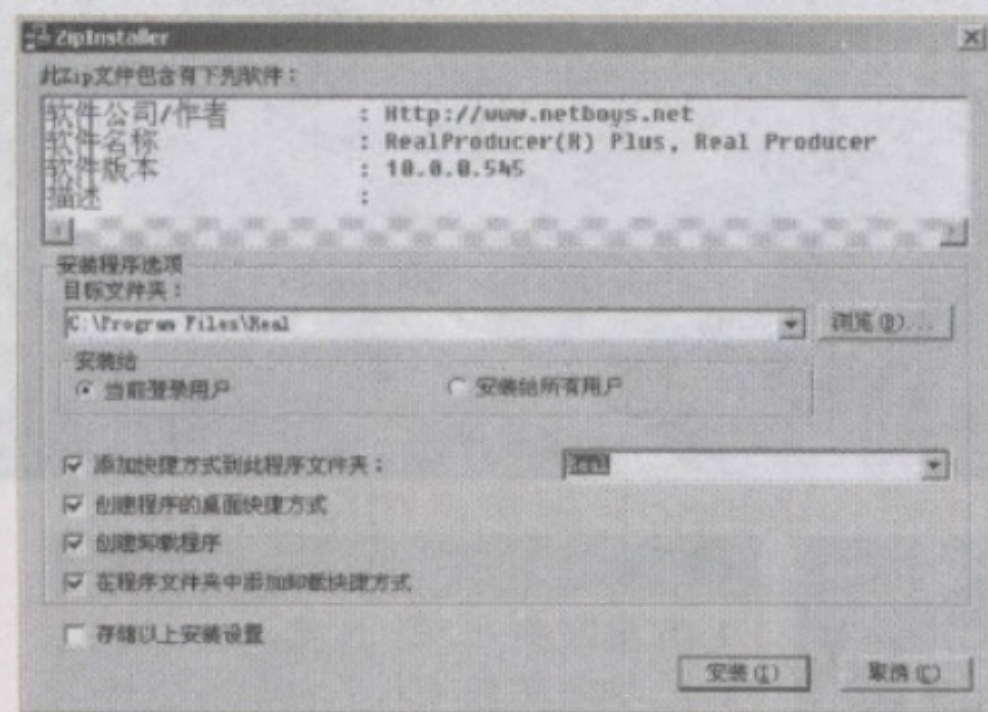 ZipInstaller
此Zip文件包含有下列软件：
软件公司/作者 : Http://www.netboys.net
软件名称 : RealProducer(R) Plus, Real Producer
软件版本 : 10.0.0.545
描述 :
安装程序选项
目标文件夹：
C:\Program Files\Real
浏览(B)...
安装给
当前登录用户
安装给所有用户
添加快捷方式到此程序文件夹：
创建程序的桌面快捷方式
创建卸载程序
在程序文件夹中添加卸载快捷方式
存储以上安装设置
安装(I)
取消(C)